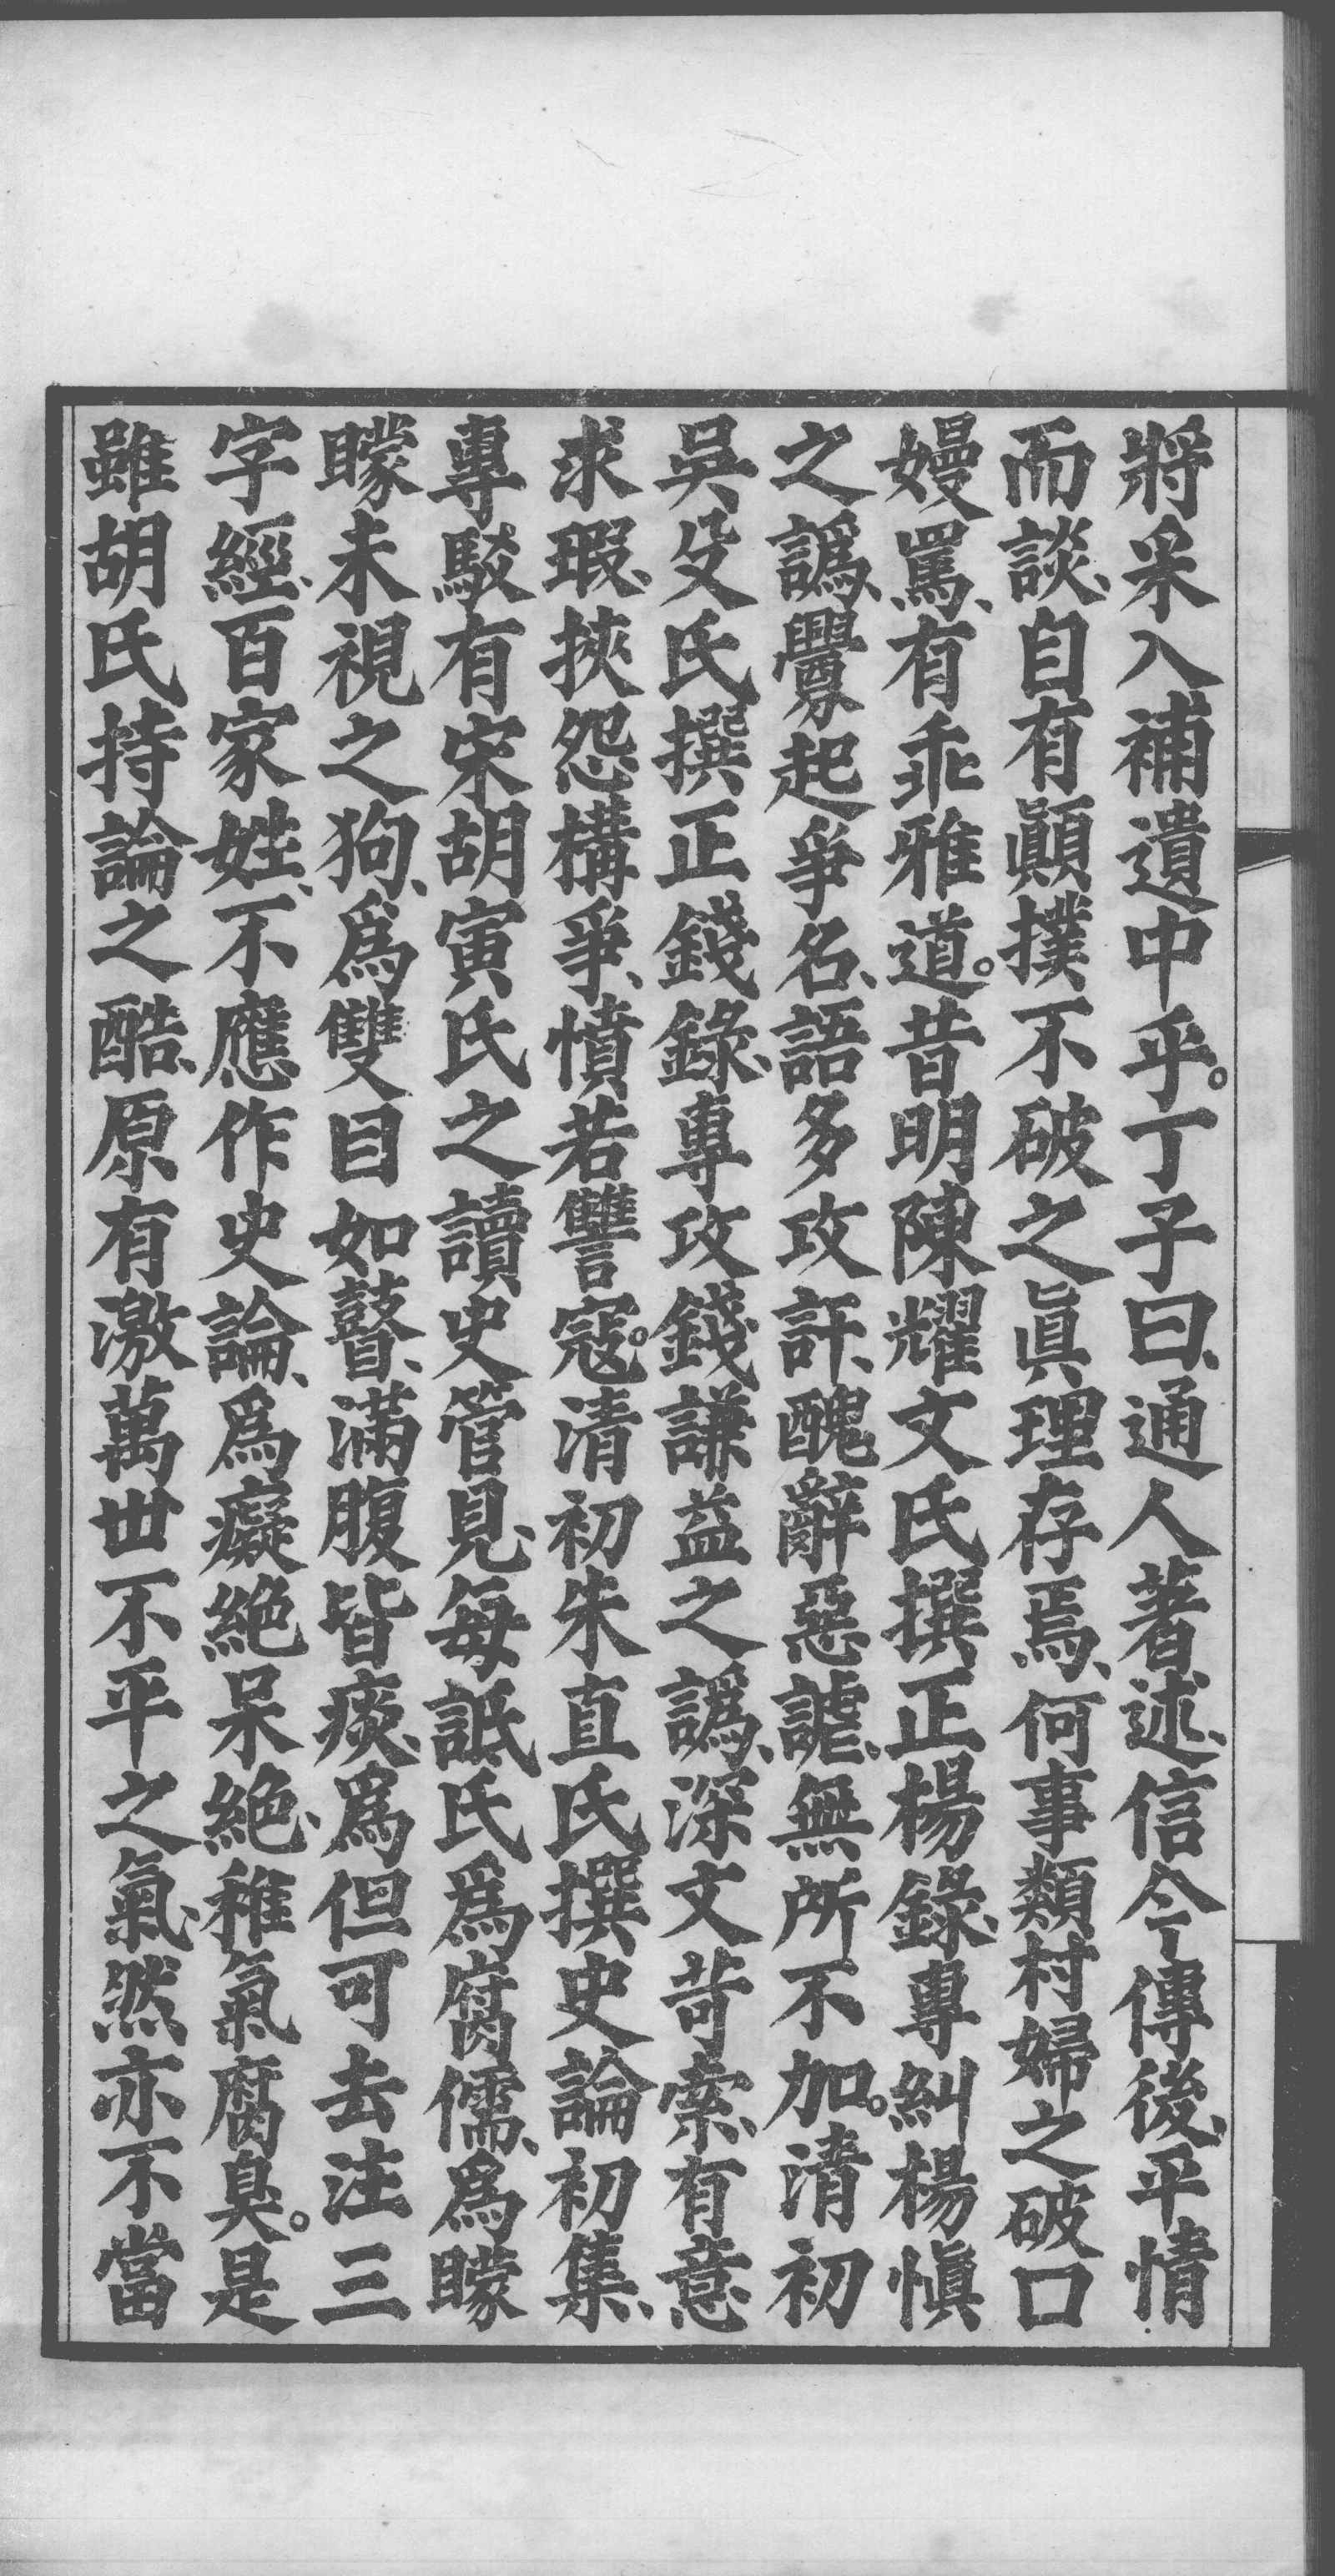 將采入補遺中乎。丁子曰、通人著述、信今傳後、平情
而談、自有顚撲不破之眞理存焉、何事類村婦之破口
嫚罵、有乖雅道。昔明陳耀文氏撰正楊錄、專糾楊愼
之譌、釁起爭名、語多攻訐、醜辭惡謔、無所不加。清初
吳殳氏撰正錢錄、專攻錢謙益之譌、深文苛索、有意
求瑕、挾怨構爭、憤若讐寇。清初朱直氏撰史論初集、
專駁有宋胡寅氏之讀史管見、每詆氏爲腐儒、爲矇
矇未視之狗、爲雙目如瞽、滿腹皆痰、爲但可去注三
字經、百家姓、不應作史論、爲癡絶呆絶、稚氣腐臭。是
雖胡氏持論之酷、原有激萬世不平之氣、然亦不當